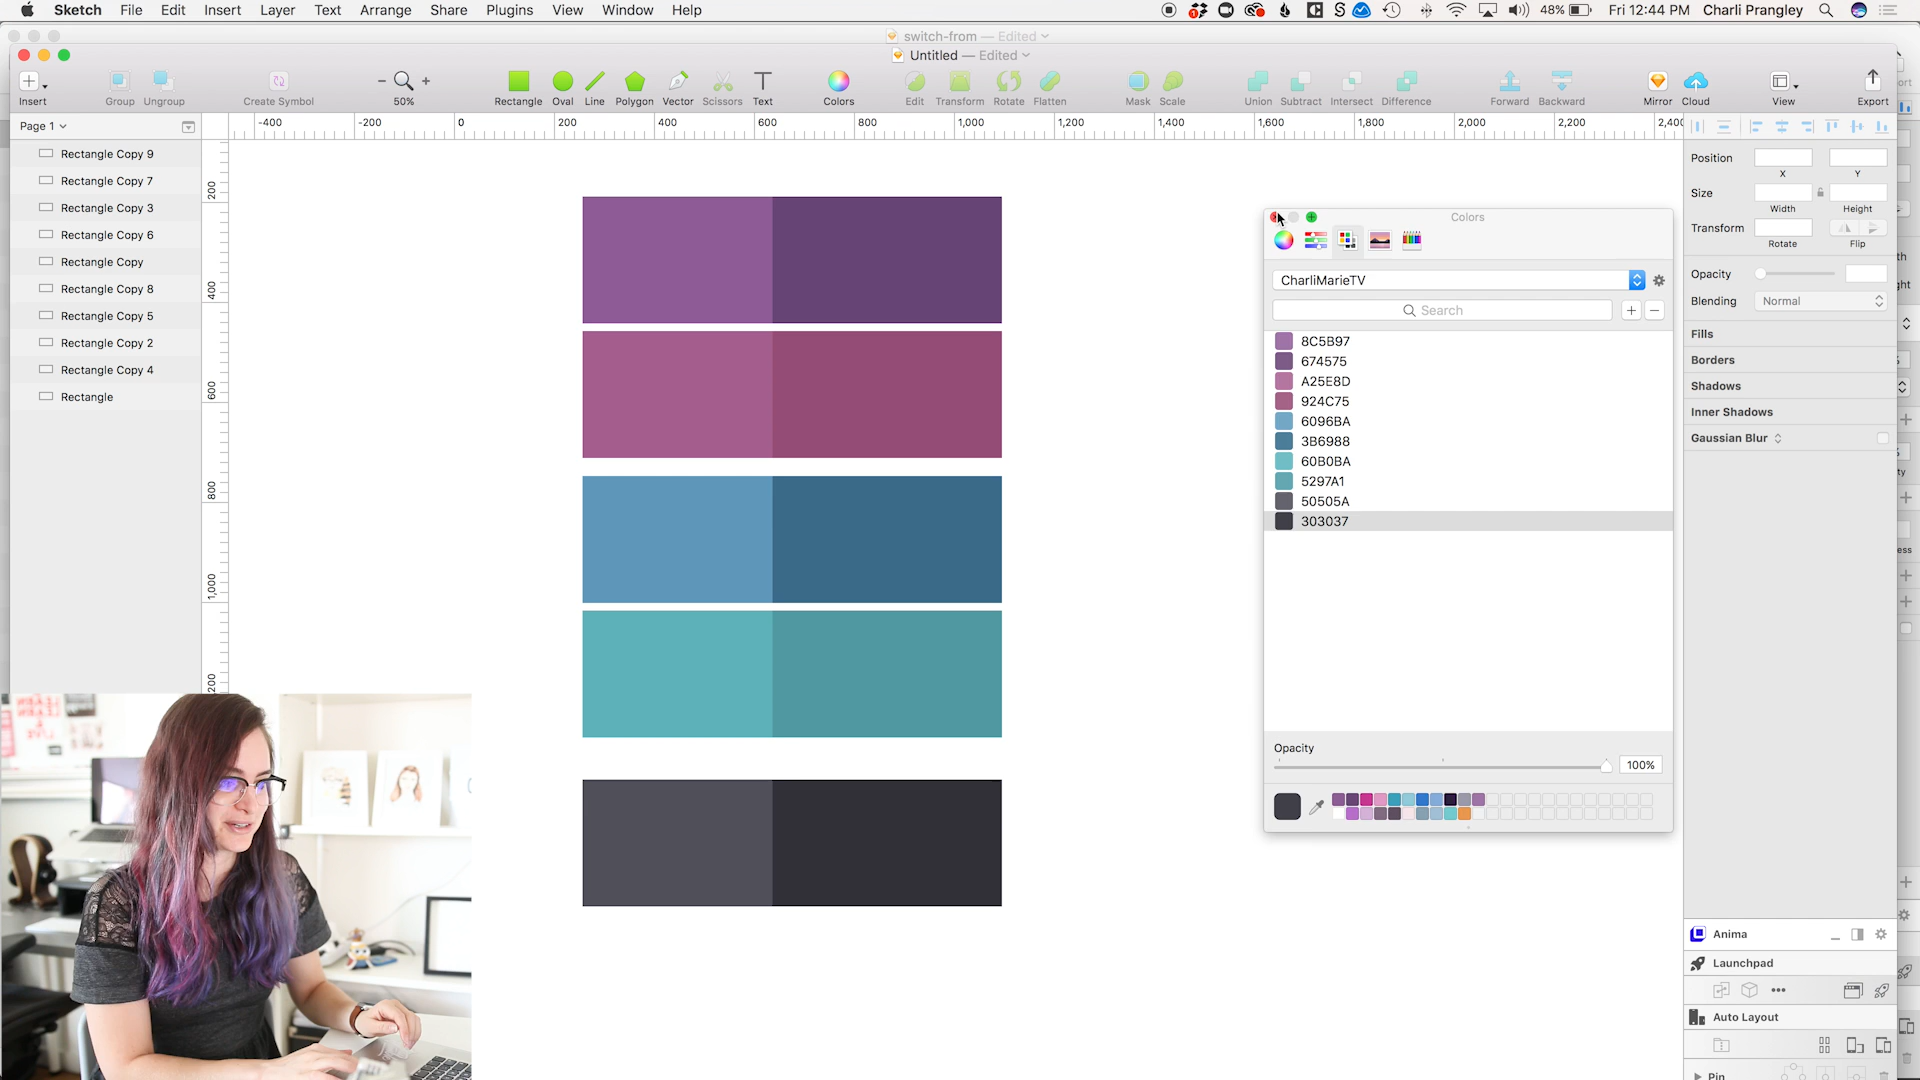 Sketch File Edit Insert Layer Text Arrange Share Plugins View Window Help
48% Fri 12:44 PM Charli Prangley
switch-from — Edited
Untitled — Edited
Insert Group Ungroup Create Symbol 50% Rectangle Oval Line Polygon Vector Scissors Text Colors Edit Transform Rotate Flatten Mask Scale Union Subtract Intersect Difference Forward Backward Mirror Cloud View Export
Page 1
-400 -200 0 200 400 600 800 1,000 1,200 1,400 1,600 1,800 2,000 2,200 2,400
Rectangle Copy 9
Rectangle Copy 7
Rectangle Copy 3
Rectangle Copy 6
Rectangle Copy
Rectangle Copy 8
Rectangle Copy 5
Rectangle Copy 2
Rectangle Copy 4
Rectangle
200
400
600
800
1,000
200
Colors
CharliMarieTV
Search
8C5B97
674575
A25E8D
924C75
6096BA
3B6988
60B0BA
5297A1
50505A
303037
Opacity
100%
Position
X Y
Size
Width Height
Transform
Rotate Flip
Opacity
Blending Normal
Fills
Borders
Shadows
Inner Shadows
Gaussian Blur
Anima
Launchpad
Auto Layout
Pin